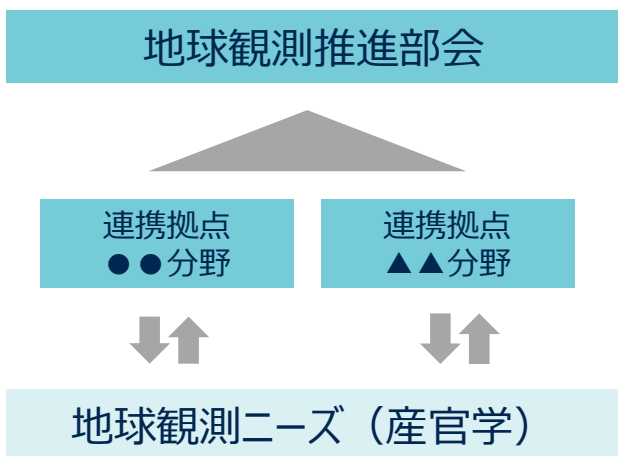 地球観測推進部会
連携拠点
●●分野
連携拠点
▲▲分野
地球観測ニーズ（産官学）